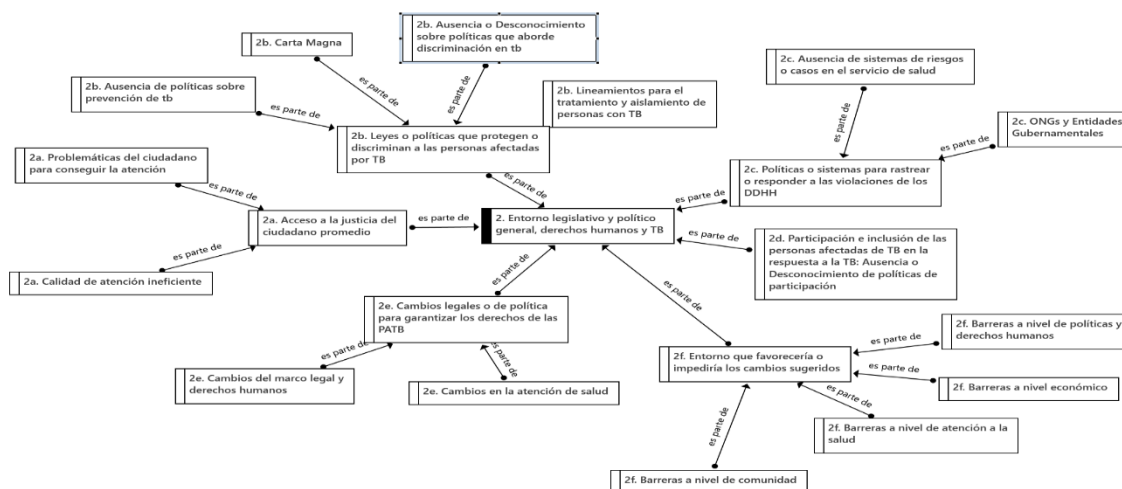 2b. Ausencia o Desconocimiento
sobre políticas que aborde
discriminación en tb
2b. Carta Magna
es parte de
es parte de
2c. Ausencia de sistemas de riesgos
o casos en el servicio de salud
2b. Ausencia de políticas sobre
prevención de tb
es parte de
2b. Lineamientos para el
tratamiento y aislamiento de
personas con TB
2c. ONGs y Entidades
Gubernamentales
es parte de
es parte de
2b. Leyes o políticas que protegen o
discriminan a las personas afectadas
por TB
2a. Problemáticas del ciudadano
para conseguir la atención
es parte de
2c. Políticas o sistemas para rastrear
o responder a las violaciones de los
DDHH
es parte de
es parte de
es parte de
2a. Acceso a la justicia del
ciudadano promedio
es parte de
2. Entorno legislativo y político
general, derechos humanos y TB
es parte de
2d. Participación e inclusión de las
personas afectadas de TB en la
respuesta a la TB: Ausencia o
Desconocimiento de políticas de
participación
es parte de
2a. Calidad de atención ineficiente
es parte de
es parte de
2e. Cambios legales o de política
para garantizar los derechos de las
PATB
2f. Barreras a nivel de políticas y
derechos humanos
es parte de
es parte de
es parte de
2f. Entorno que favorecería o
impediría los cambios sugeridos
es parte de
2f. Barreras a nivel económico
2e. Cambios del marco legal y
derechos humanos
2e. Cambios en la atención de salud
es parte de
es parte de
2f. Barreras a nivel de atención a la
salud
2f. Barreras a nivel de comunidad